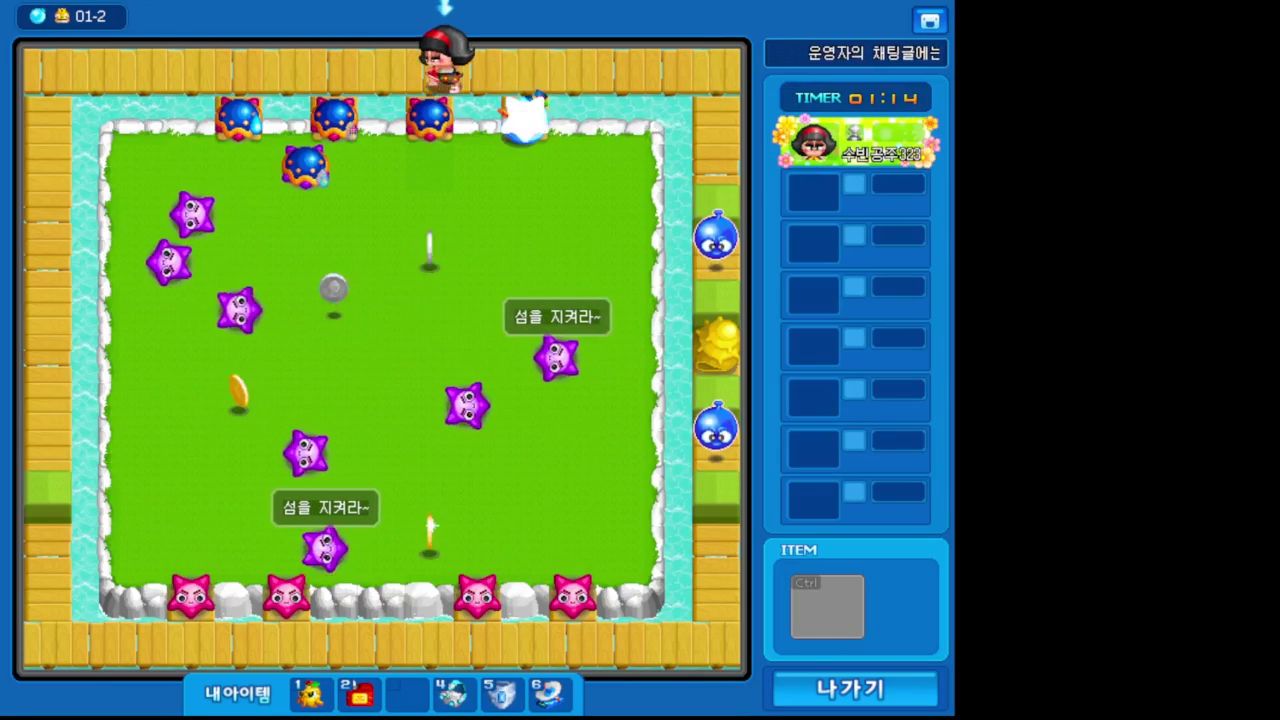 01-2
운영자의 채팅글에는
TIMER 01:14
수빈공주023
섬을 지켜라~
섬을 지켜라~
ITEM
Ctrl
내아이템
1
2
4
5
6
나가기